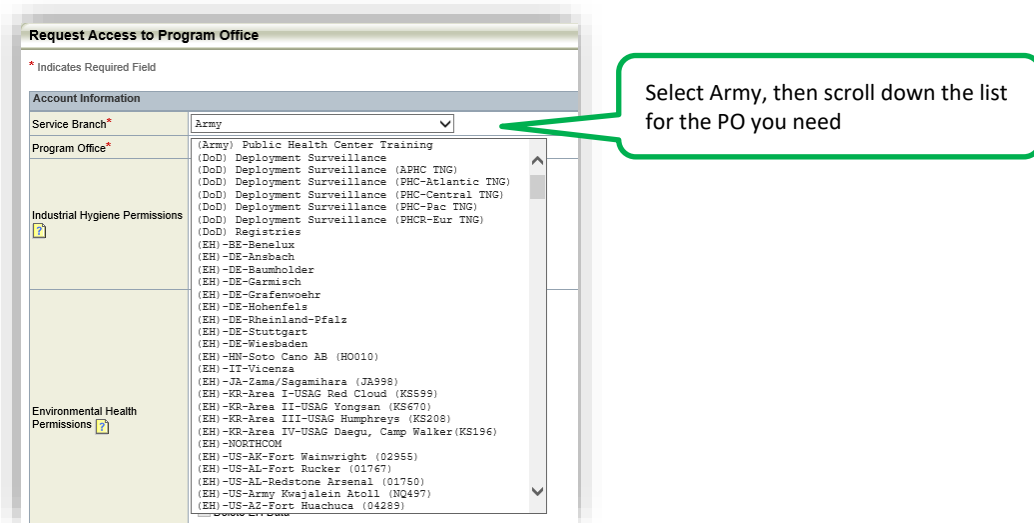 Request Access to Program Office
* Indicates Required Field
Account Information
Service Branch*
Army
Program Office*
(Army) Public Health Center Training
(DoD) Deployment Surveillance
(DoD) Deployment Surveillance (APHC TNG)
(DoD) Deployment Surveillance (PHC-Atlantic TNG)
(DoD) Deployment Surveillance (PHC-Central TNG)
(DoD) Deployment Surveillance (PHC-Pac TNG)
(DoD) Deployment Surveillance (PHCR-Eur TNG)
(DoD) Registries
(EH)-BE-Benelux
(EH)-DE-Ansbach
(EH)-DE-Baumholder
(EH)-DE-Garmisch
(EH)-DE-Grafenwoehr
(EH)-DE-Hohenfels
(EH)-DE-Rheinland-Pfalz
(EH)-DE-Stuttgart
(EH)-DE-Wiesbaden
(EH)-HN-Soto Cano AB (HO010)
(EH)-IT-Vicenza
(EH)-JA-Zama/Sagamihara (JA998)
(EH)-KR-Area I-USAG Red Cloud (KS599)
(EH)-KR-Area II-USAG Yongsan (KS670)
(EH)-KR-Area III-USAG Humphreys (KS208)
(EH)-KR-Area IV-USAG Daegu, Camp Walker(KS196)
(EH)-NORTHCOM
(EH)-US-AK-Fort Wainwright (02955)
(EH)-US-AL-Fort Rucker (01767)
(EH)-US-AL-Redstone Arsenal (01750)
(EH)-US-Army Kwajalein Atoll (NQ497)
(EH)-US-AZ-Fort Huachuca (04289)
Industrial Hygiene Permissions
?
Environmental Health
Permissions ?
Delete EH Data
Select Army, then scroll down the list
for the PO you need